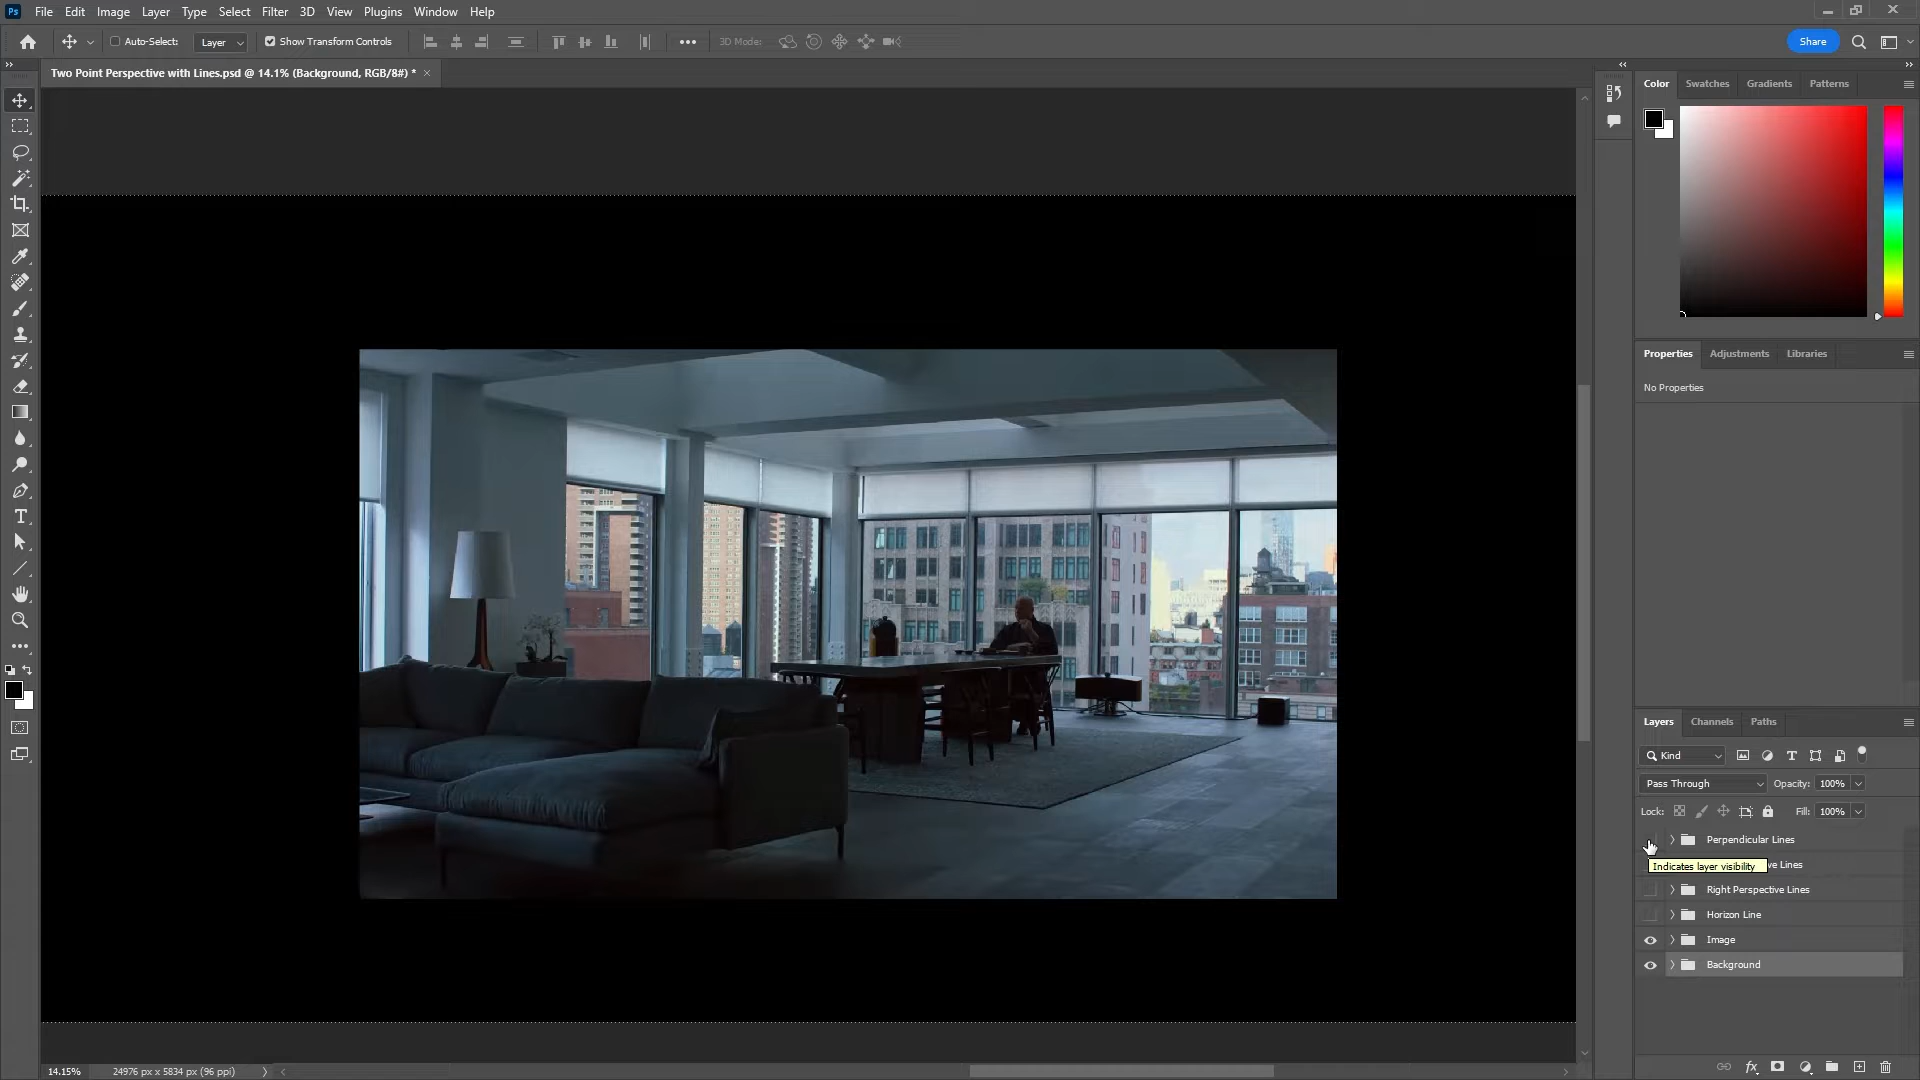 Ps File Edit Image Layer Type Select Filter 3D View Plugins Window Help
Auto-Select: Layer Show Transform Controls 3D Mode: Share
Two Point Perspective with Lines.psd @ 14.1% (Background, RGB/8#) *
Color Swatches Gradients Patterns
Properties Adjustments Libraries
No Properties
Layers Channels Paths
Kind
Pass Through Opacity: 100%
Lock: Fill: 100%
Perpendicular Lines
Indicates layer visibility
ve Lines
Right Perspective Lines
Horizon Line
Image
Background
14.15% 24976 px x 5834 px (96 ppi)